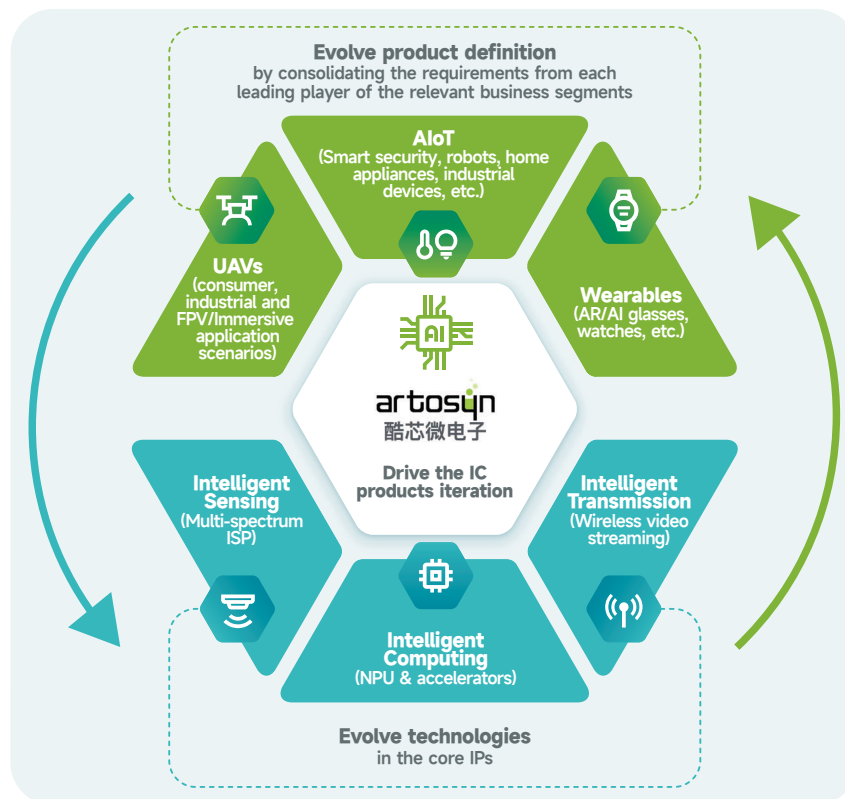 Evolve product definition
by consolidating the requirements from each
leading player of the relevant business segments
AIoT
(Smart security, robots, home
appliances, industrial
devices, etc.)
UAVs
(consumer,
industrial and
FPV/Immersive
application
scenarios)
Wearables
(AR/AI glasses,
watches, etc.)
AI
artosyn
酷芯微电子
Drive the IC
products iteration
Intelligent
Sensing
(Multi-spectrum
ISP)
Intelligent
Transmission
(Wireless video
streaming)
Intelligent
Computing
(NPU & accelerators)
Evolve technologies
in the core IPs